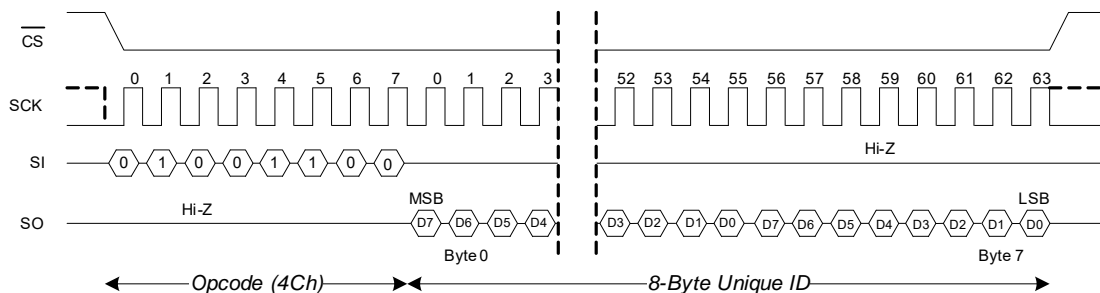 CS
0 1 2 3 4 5 6 7 0 1 2 3 52 53 54 55 56 57 58 59 60 61 62 63
SCK
Hi-Z
SI 0 1 0 0 1 1 0 0
MSB LSB
Hi-Z
SO D7 D6 D5 D4 D3 D2 D1 D0 D7 D6 D5 D4 D3 D2 D1 D0
Byte 0 Byte 7
Opcode (4Ch) 8-Byte Unique ID